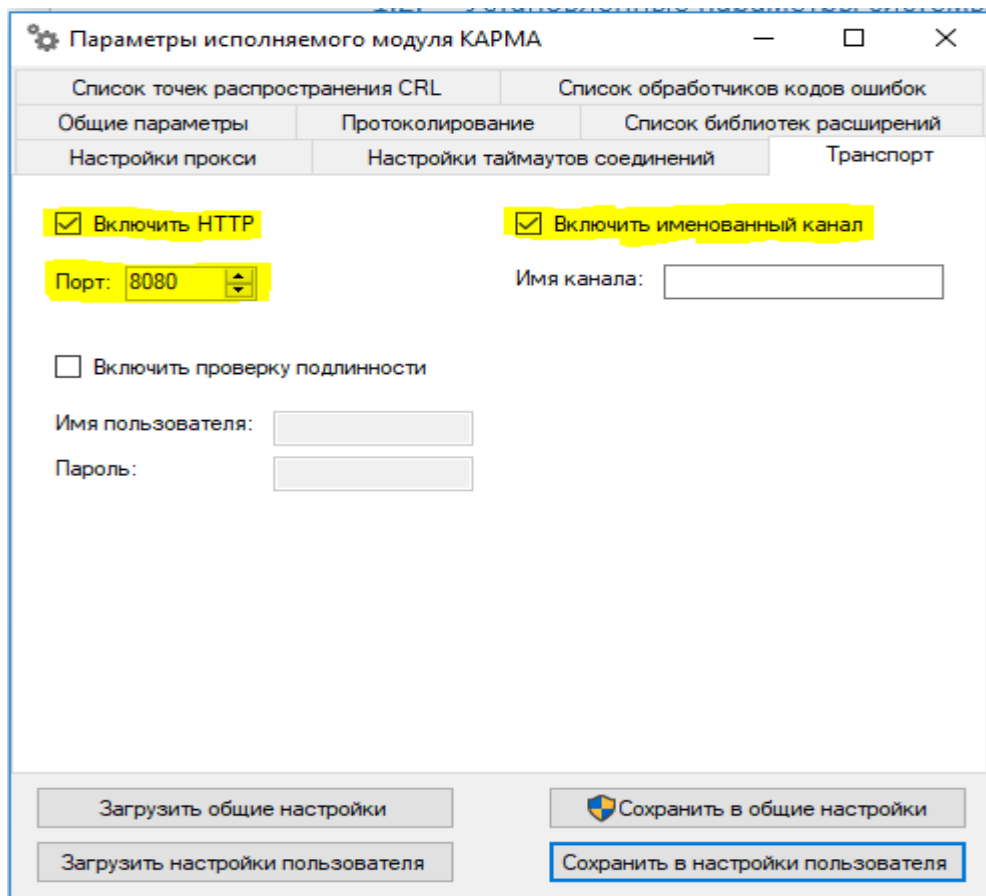 Параметры исполняемого модуля КАРМА
Список точек распространения CRL Список обработчиков кодов ошибок
Общие параметры Протоколирование Список библиотек расширений
Настройки прокси Настройки таймаутов соединений Транспорт
Включить HTTP Включить именованный канал
Порт: 8080 Имя канала:
Включить проверку подлинности
Имя пользователя:
Пароль:
Загрузить общие настройки Сохранить в общие настройки
Загрузить настройки пользователя Сохранить в настройки пользователя